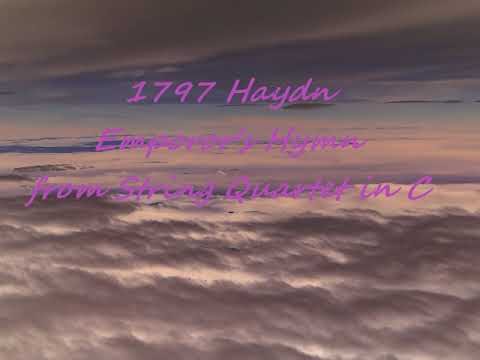 1797 Haydn
Emperor's Hymn
from String Quartet in C